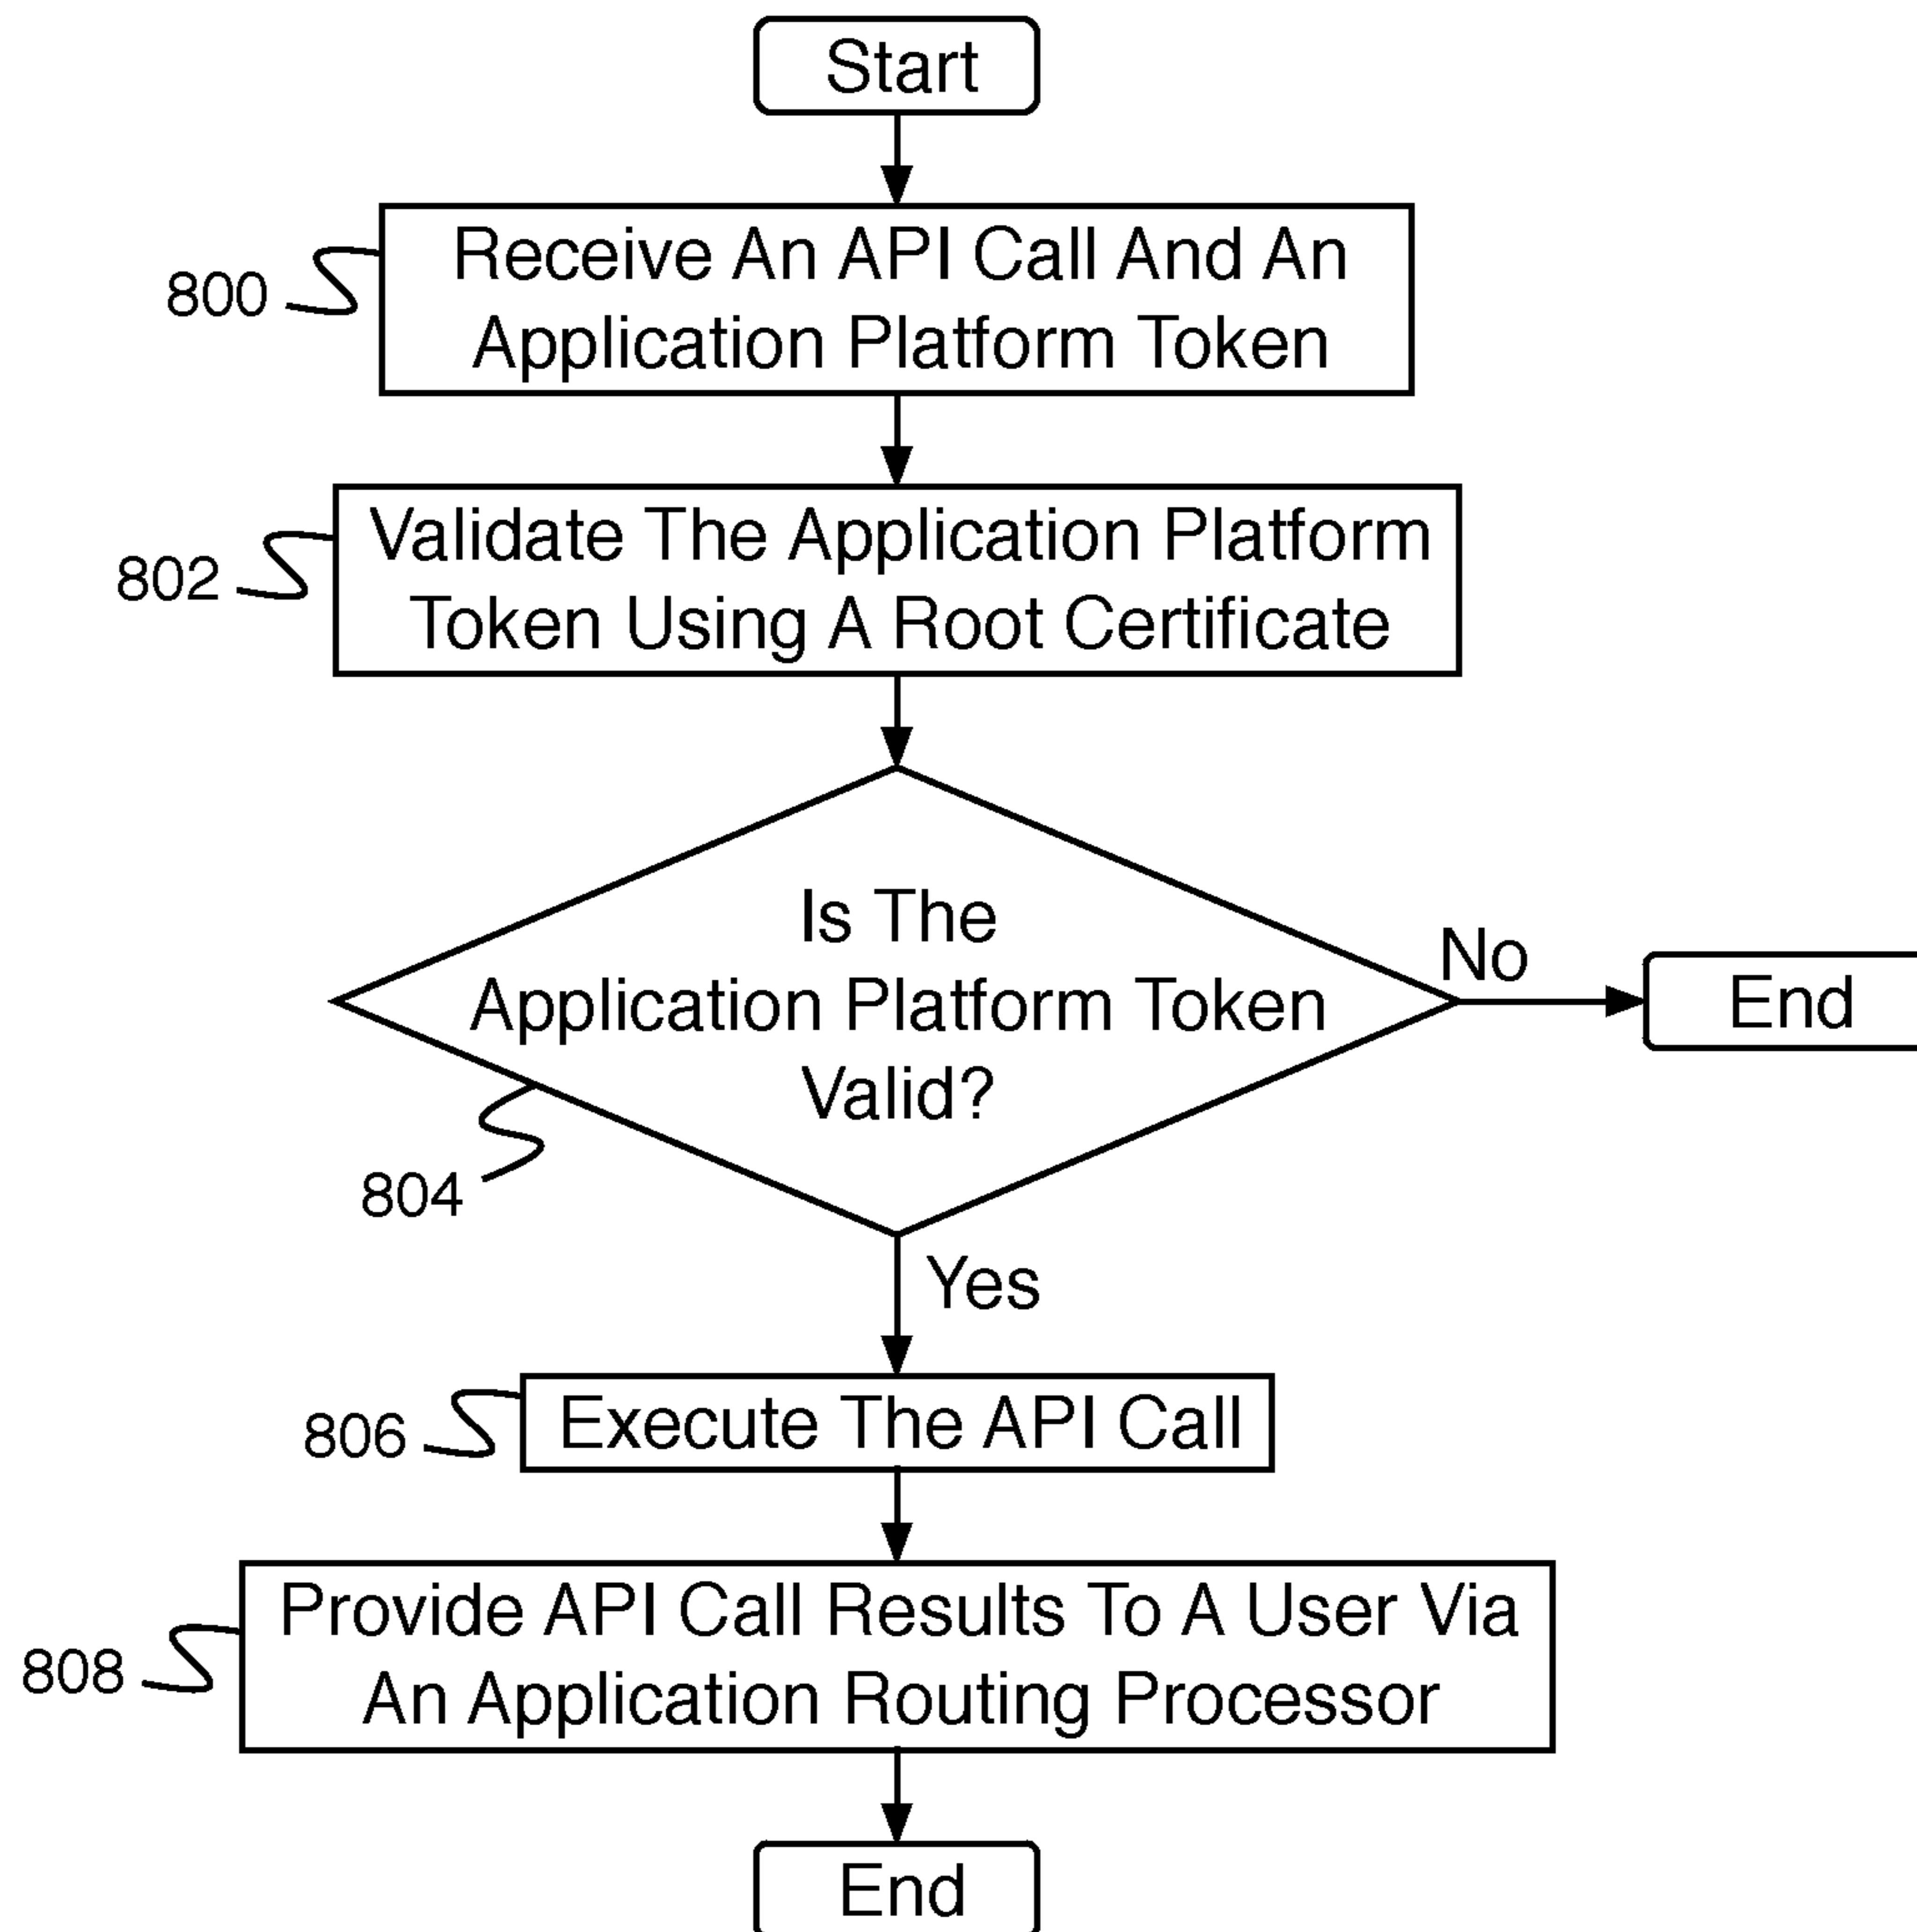 Start
800
Receive An API Call And An
Application Platform Token
802
Validate The Application Platform
Token Using A Root Certificate
Is The
Application Platform Token
Valid?
804
No
End
Yes
806
Execute The API Call
808
Provide API Call Results To A User Via
An Application Routing Processor
End